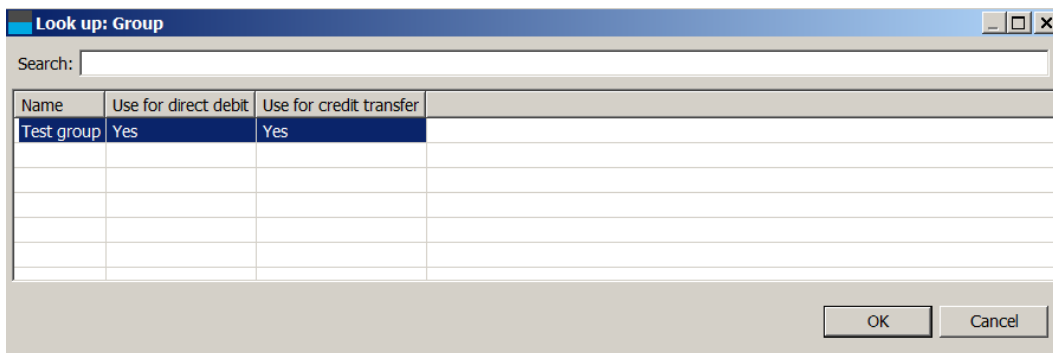 Look up: Group
Search:
Name Use for direct debit Use for credit transfer
Test group Yes Yes
OK Cancel